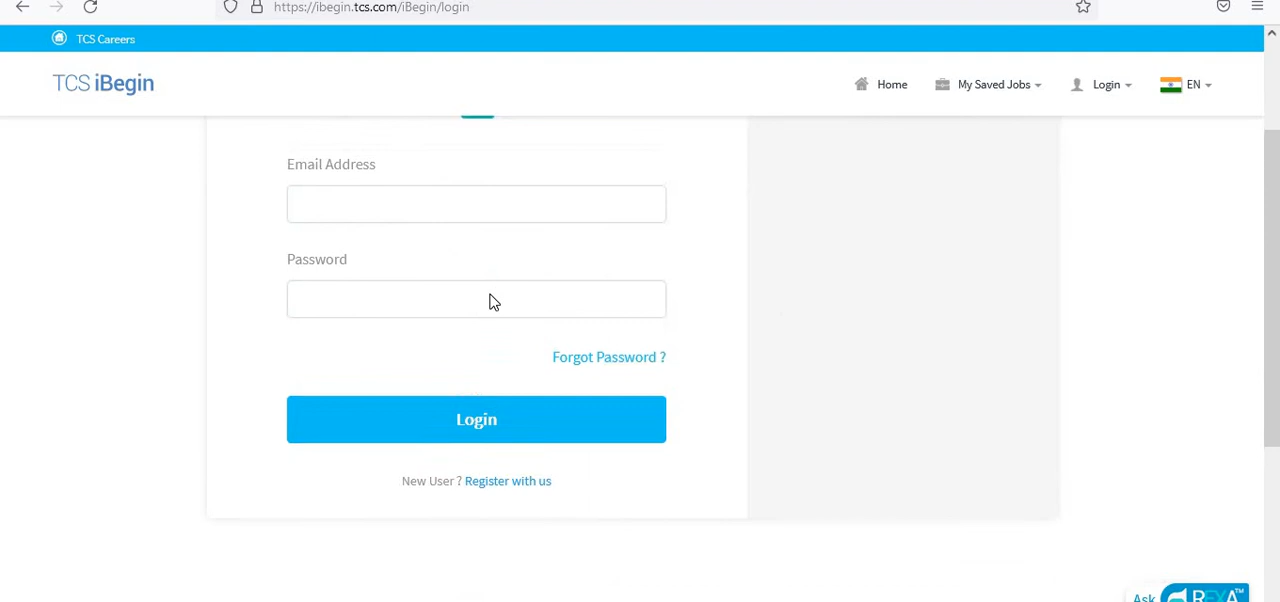 https://ibegin.tcs.com/iBegin/login
TCS Careers
TCS iBegin
Home
My Saved Jobs
Login
EN
Email Address
Password
Forgot Password ?
Login
New User ? Register with us
Ask REXA™